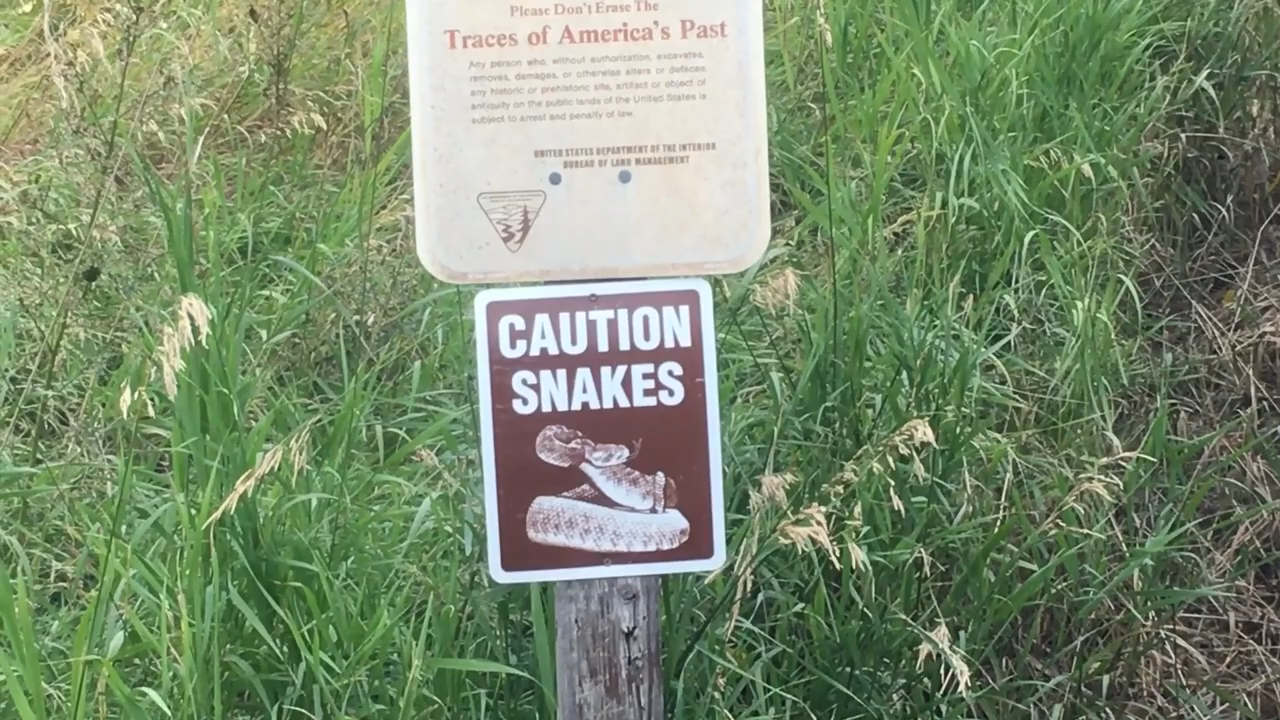 Please Don't Erase The
Traces of America's Past
Any person who, without authorization, excavates,
removes, damages, or otherwise alters or defaces
any historic or prehistoric site, artifact or object of
antiquity on the public lands of the United States is
subject to arrest and penalty of law.
UNITED STATES DEPARTMENT OF THE INTERIOR
BUREAU OF LAND MANAGEMENT
CAUTION
SNAKES